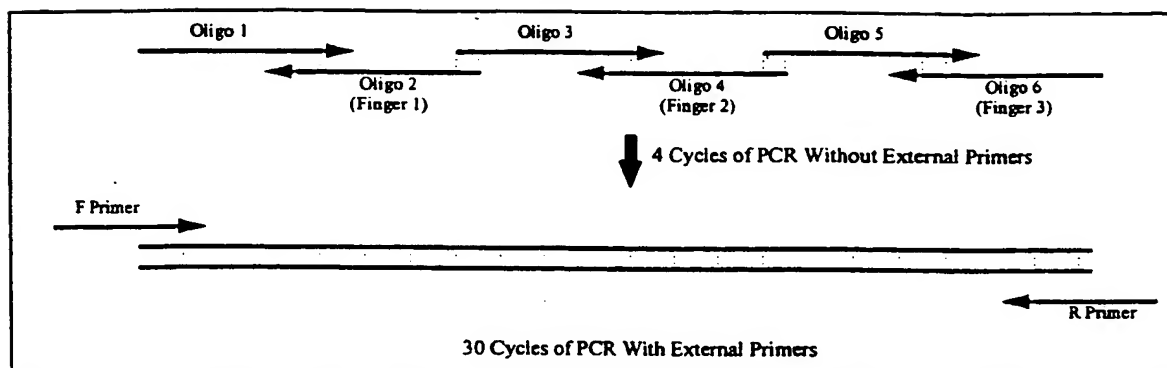 Oligo 1
Oligo 3
Oligo 5
Oligo 2
(Finger 1)
Oligo 4
(Finger 2)
Oligo 6
(Finger 3)
4 Cycles of PCR Without External Primers
F Primer
R Primer
30 Cycles of PCR With External Primers